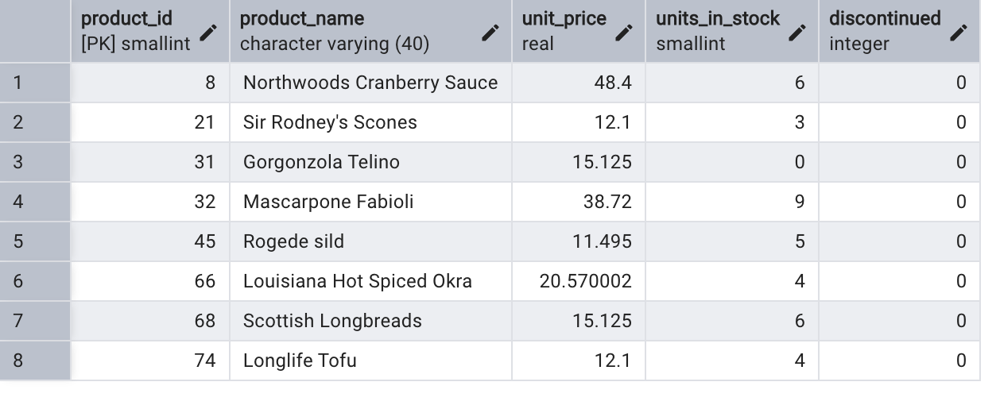 product_id product_name unit_price units_in_stock discontinued
[PK] smallint character varying (40) real smallint integer
1 8 Northwoods Cranberry Sauce 48.4 6 0
2 21 Sir Rodney's Scones 12.1 3 0
3 31 Gorgonzola Telino 15.125 0 0
4 32 Mascarpone Fabioli 38.72 9 0
5 45 Rogede sild 11.495 5 0
6 66 Louisiana Hot Spiced Okra 20.570002 4 0
7 68 Scottish Longbreads 15.125 6 0
8 74 Longlife Tofu 12.1 4 0